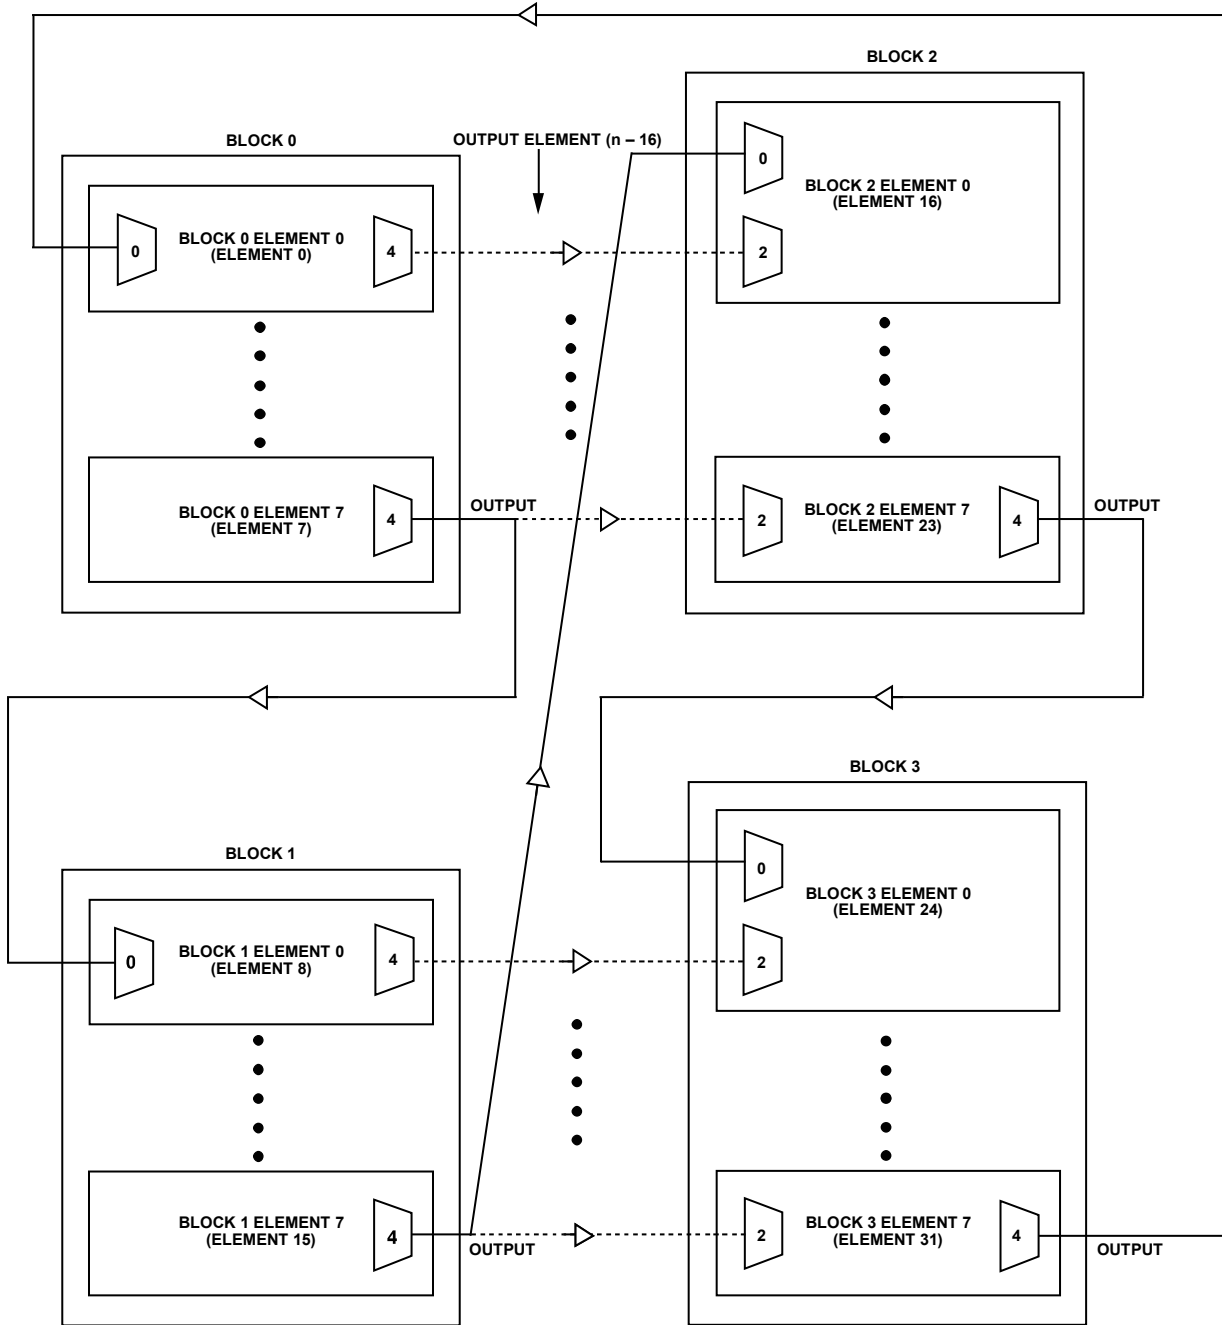 BLOCK 2
BLOCK 0
OUTPUT ELEMENT (n – 16)
0
BLOCK 2 ELEMENT 0
(ELEMENT 16)
2
0
BLOCK 0 ELEMENT 0
(ELEMENT 0)
4
BLOCK 0 ELEMENT 7
(ELEMENT 7)
4
OUTPUT
2
BLOCK 2 ELEMENT 7
(ELEMENT 23)
4
OUTPUT
BLOCK 3
BLOCK 1
0
BLOCK 3 ELEMENT 0
(ELEMENT 24)
2
0
BLOCK 1 ELEMENT 0
(ELEMENT 8)
4
BLOCK 1 ELEMENT 7
(ELEMENT 15)
4
OUTPUT
2
BLOCK 3 ELEMENT 7
(ELEMENT 31)
4
OUTPUT